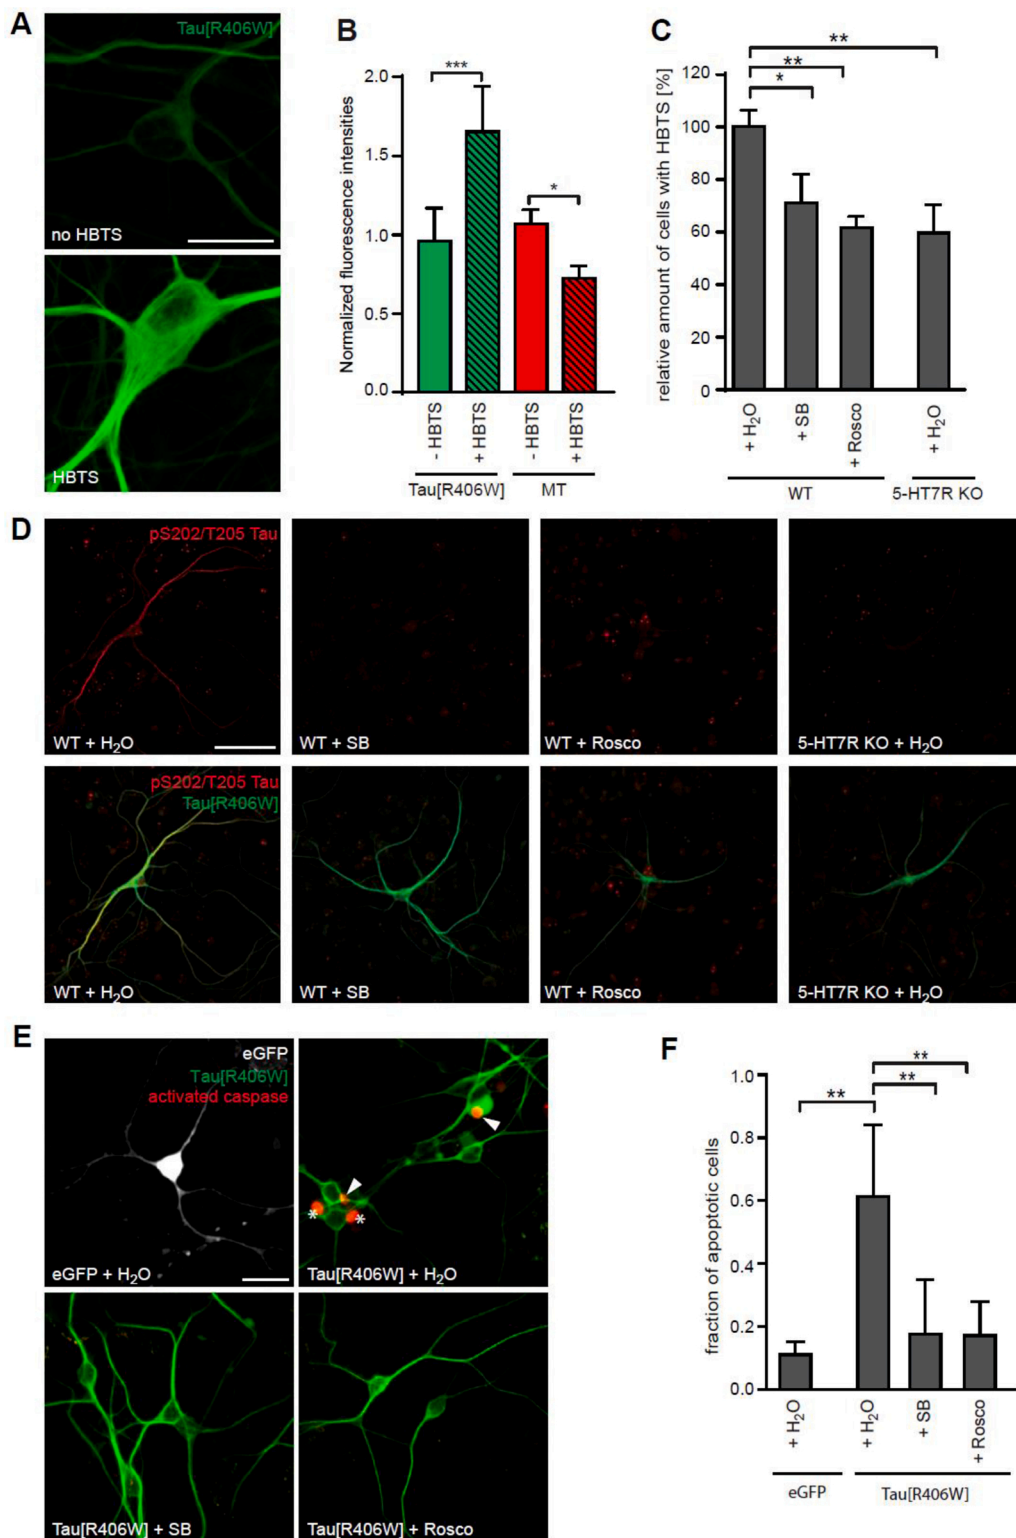 A
Tau[R406W]
no HBTS
HBTS
B
Normalized fluorescence intensities
2.0
1.5
1.0
0.5
0.0
***
*
- HBTS
+ HBTS
- HBTS
+ HBTS
Tau[R406W]
MT
C
relative amount of cells with HBTS [%]
120
100
80
60
40
20
0
**
**
*
+ H₂O
+ SB
+ Rosco
+ H₂O
WT
5-HT7R KO
D
pS202/T205 Tau
WT + H₂O
WT + SB
WT + Rosco
5-HT7R KO + H₂O
pS202/T205 Tau
Tau[R406W]
WT + H₂O
WT + SB
WT + Rosco
5-HT7R KO + H₂O
E
eGFP
Tau[R406W]
activated caspase
eGFP + H₂O
*
*
Tau[R406W] + H₂O
Tau[R406W] + SB
Tau[R406W] + Rosco
F
fraction of apoptotic cells
1.0
0.8
0.6
0.4
0.2
0.0
**
**
**
+ H₂O
+ H₂O
+ SB
+ Rosco
eGFP
Tau[R406W]